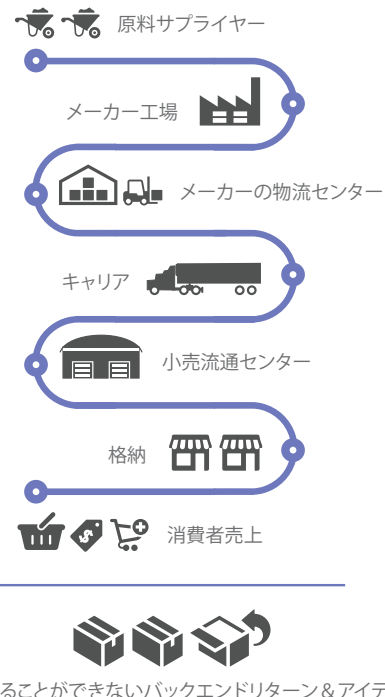 原料サプライヤー
メーカー工場
メーカーの物流センター
キャリア
小売流通センター
格納
消費者売上
ることができないバックエンドリターン＆アイテ